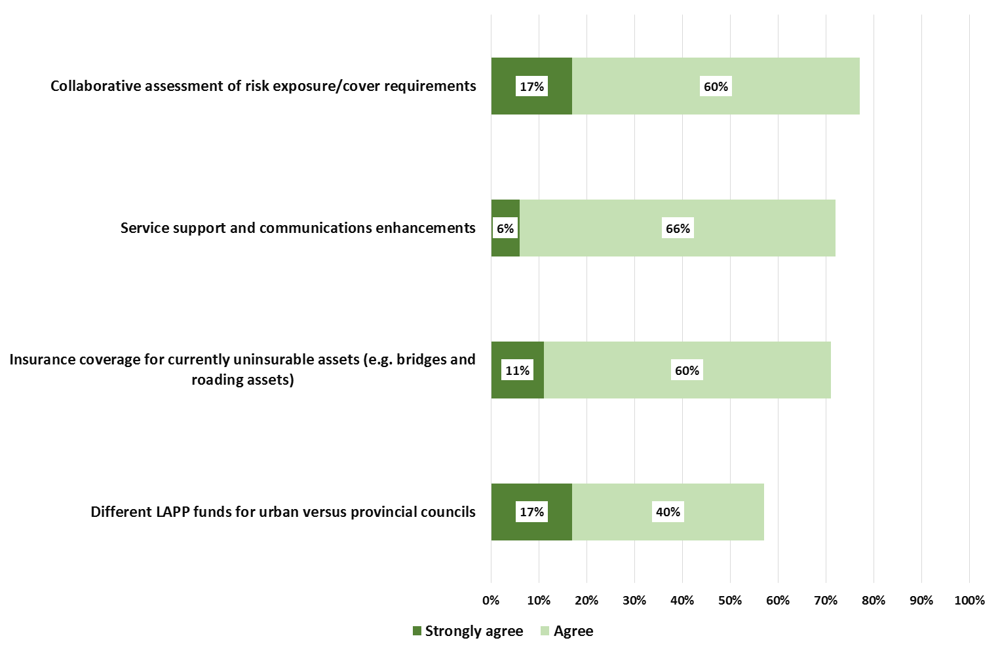 Collaborative assessment of risk exposure/cover requirements
17%
60%
Service support and communications enhancements
6%
66%
Insurance coverage for currently uninsurable assets (e.g. bridges and
roading assets)
11%
60%
Different LAPP funds for urban versus provincial councils
17%
40%
0% 10% 20% 30% 40% 50% 60% 70% 80% 90% 100%
Strongly agree Agree